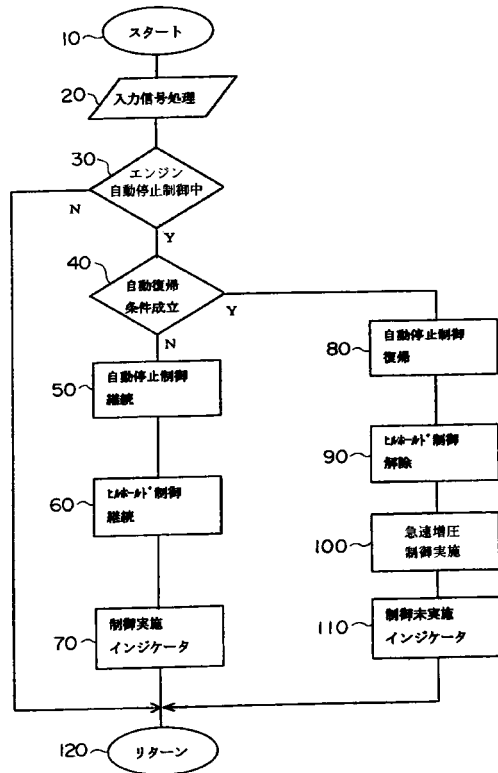 10
スタート
20
入力信号処理
30
エンジン
自動停止制御中
N
Y
40
自動復帰
条件成立
Y
N
50
自動停止制御
継続
60
ヒルホールド制御
継続
70
制御実施
インジケータ
80
自動停止制御
復帰
90
ヒルホールド制御
解除
100
急速増圧
制御実施
110
制御未実施
インジケータ
120
リターン